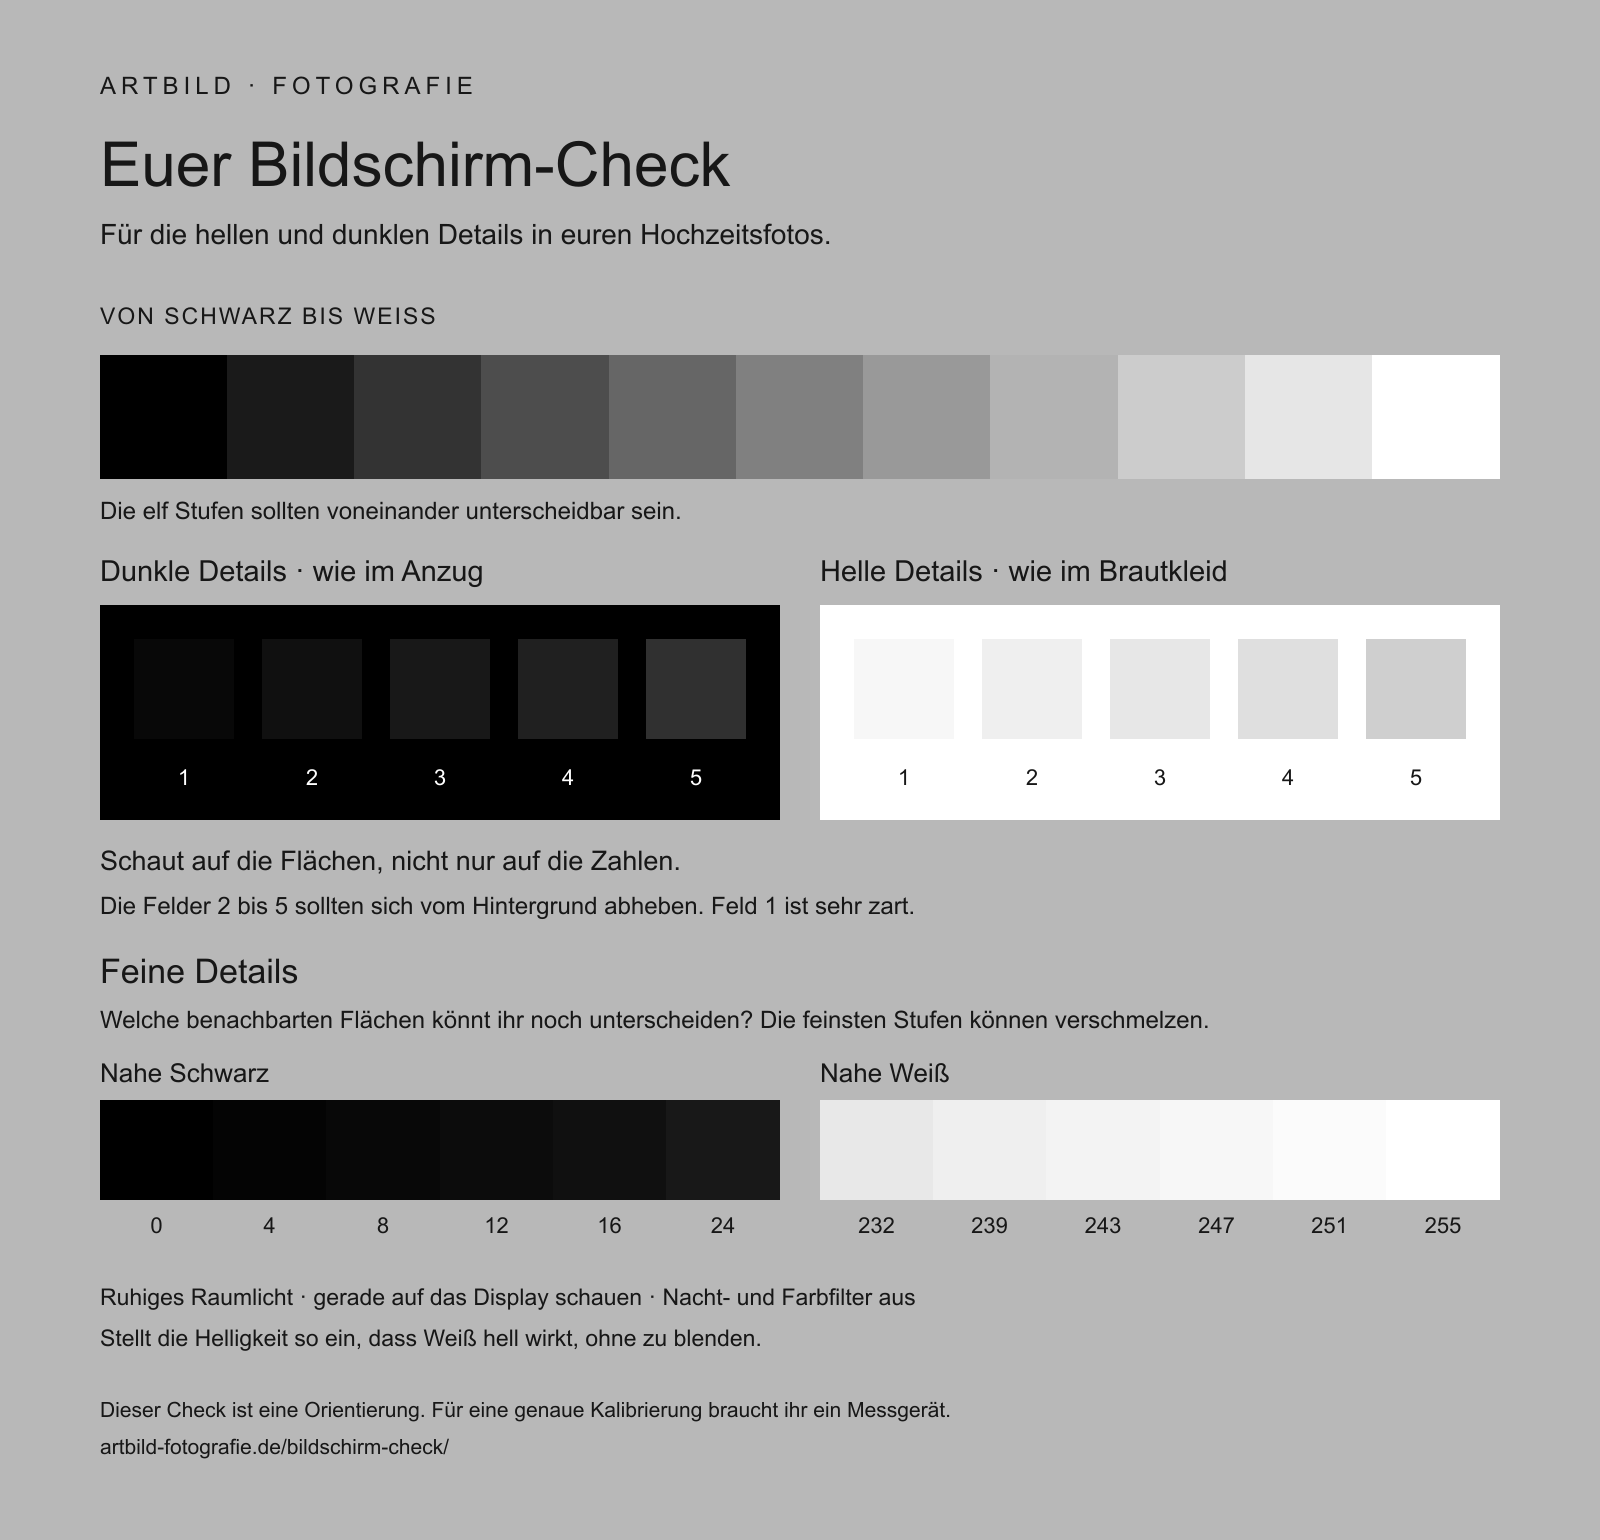 ARTBILD · FOTOGRAFIE
Euer Bildschirm-Check
Für die hellen und dunklen Details in euren Hochzeitsfotos.
VON SCHWARZ BIS WEISS
Die elf Stufen sollten voneinander unterscheidbar sein.
Dunkle Details · wie im Anzug
1 2 3 4 5
Helle Details · wie im Brautkleid
1 2 3 4 5
Schaut auf die Flächen, nicht nur auf die Zahlen.
Die Felder 2 bis 5 sollten sich vom Hintergrund abheben. Feld 1 ist sehr zart.
Feine Details
Welche benachbarten Flächen könnt ihr noch unterscheiden? Die feinsten Stufen können verschmelzen.
Nahe Schwarz
0 4 8 12 16 24
Nahe Weiß
232 239 243 247 251 255
Ruhiges Raumlicht · gerade auf das Display schauen · Nacht- und Farbfilter aus
Stellt die Helligkeit so ein, dass Weiß hell wirkt, ohne zu blenden.
Dieser Check ist eine Orientierung. Für eine genaue Kalibrierung braucht ihr ein Messgerät.
artbild-fotografie.de/bildschirm-check/